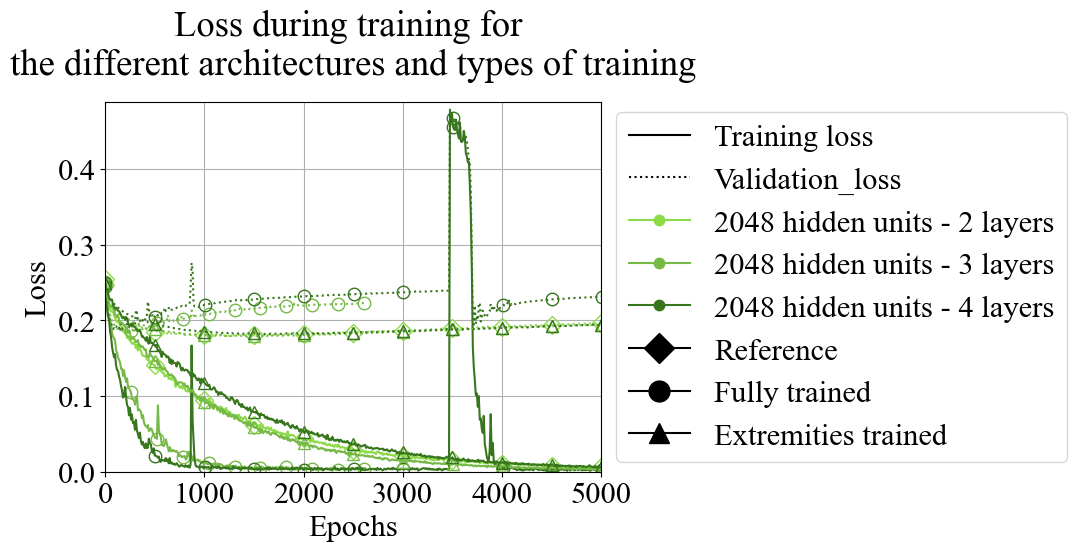 Loss during training for
the different architectures and types of training
Loss
0.4
0.3
0.2
0.1
0.0
0
1000
2000
3000
4000
5000
Epochs
Training loss
Validation_loss
2048 hidden units - 2 layers
2048 hidden units - 3 layers
2048 hidden units - 4 layers
Reference
Fully trained
Extremities trained